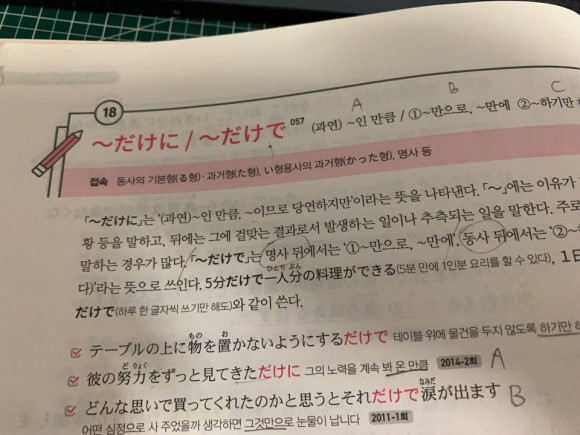 A B C
18
~だけに / ~だけで 057 (과연) ~인 만큼 / ①~만으로, ~만에 ②~하기만
접속 동사의 기본형(る형)·과거형(た형), い형용사의 과거형(かった형), 명사 등
「~だけに」는 '(과연) ~인 만큼, ~이므로 당연하지만'이라는 뜻을 나타낸다. 「~」에는 이유가
황 등을 말하고, 뒤에는 그에 걸맞는 결과로서 발생하는 일이나 추측되는 일을 말한다. 주로
말하는 경우가 많다. 「~だけで」는 명사 뒤에서는 '①~만으로, ~만에', 동사 뒤에서는 '②~
다)'라는 뜻으로 쓰인다. 5分だけで一人分の料理ができる(5분 만에 1인분 요리를 할 수 있다), 1日
ひとり ぶん
だけで(하루 한 글자씩 쓰기만 해도)와 같이 쓴다.
もの お
テーブルの上に物を置かないようにするだけで 테이블 위에 물건을 두지 않도록 하기만
ど りょく
彼の努力をずっと見てきただけに 그의 노력을 계속 봐 온 만큼 2014-2회 A
なみだ
どんな思いで買ってくれたのかと思うとそれだけで涙が出ます B
어떤 심정으로 사 주었을까 생각하면 그것만으로 눈물이 납니다 2011-1회